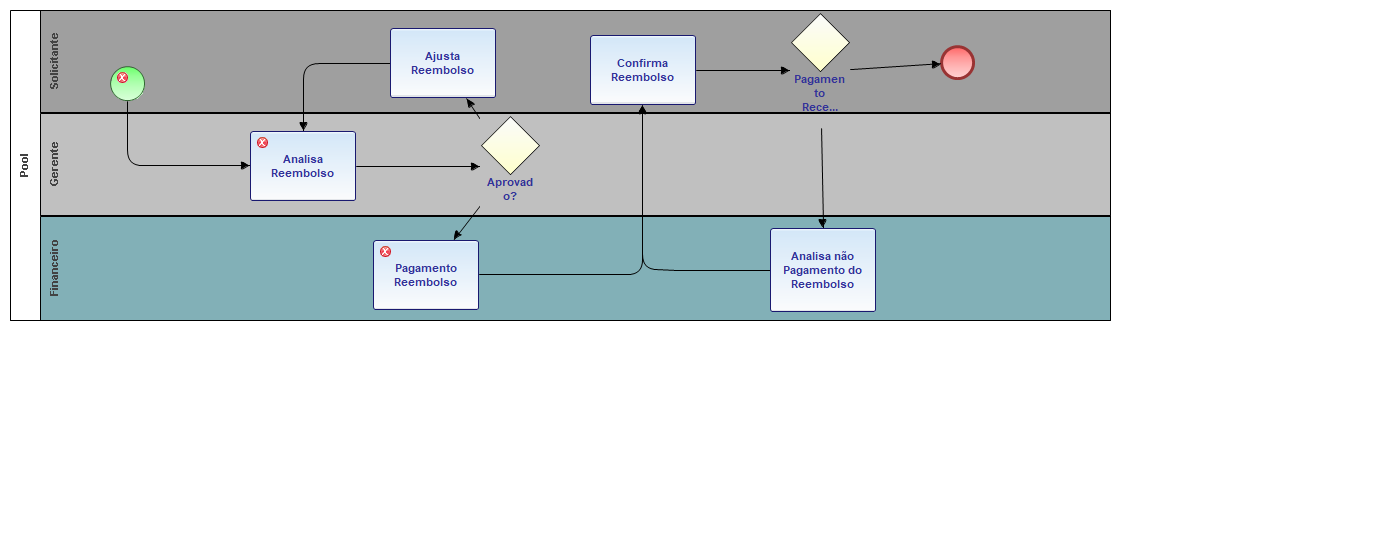 Pool
Solicitante
Gerente
Financeiro
Ajusta
Reembolso
Confirma
Reembolso
Pagamen
to
Rece...
Analisa
Reembolso
Aprovad
o?
Pagamento
Reembolso
Analisa não
Pagamento do
Reembolso